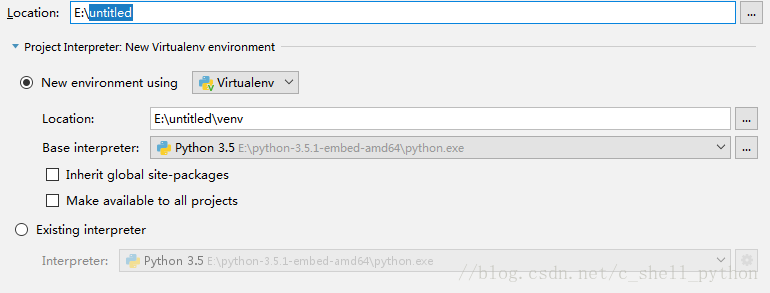 Location: E:\untitled ...
Project Interpreter: New Virtualenv environment
New environment using Virtualenv
Location: E:\untitled\venv ...
Base interpreter: Python 3.5 E:\python-3.5.1-embed-amd64\python.exe ...
Inherit global site-packages
Make available to all projects
Existing interpreter
Interpreter: Python 3.5 E:\python-3.5.1-embed-amd64\python.exe
//blog.csdn.net/c_shell_python